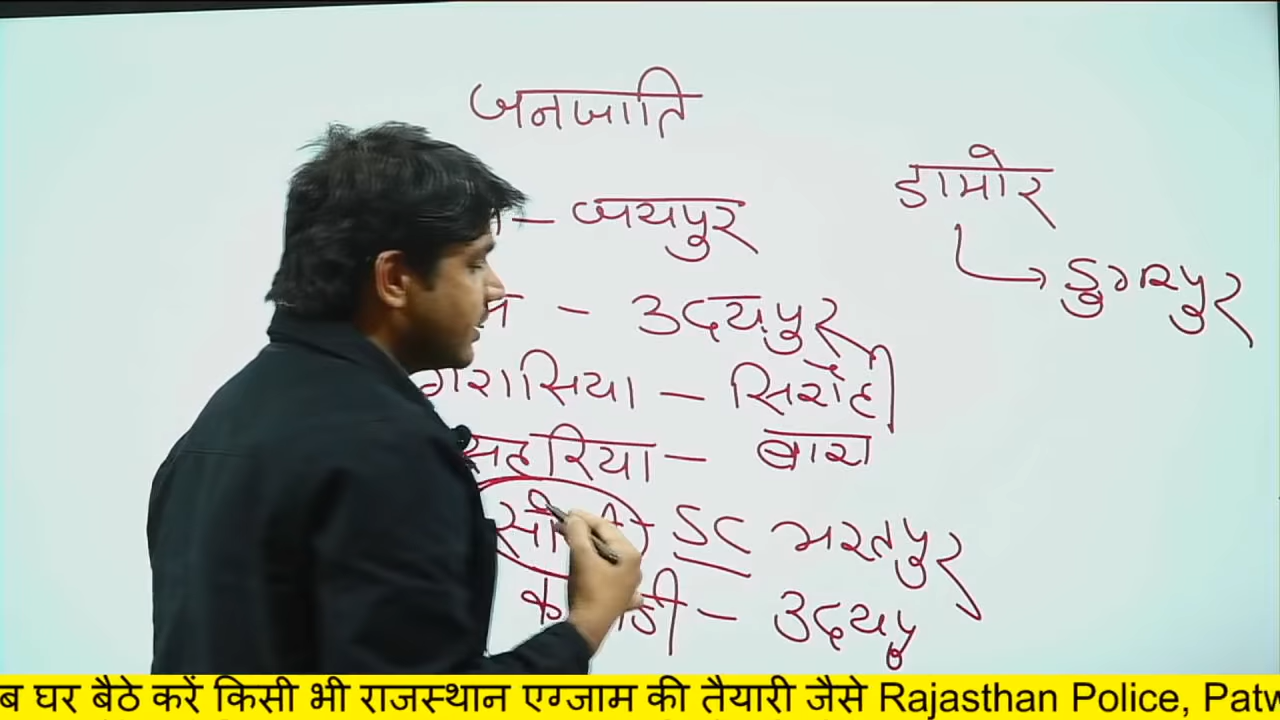 जनजाति
– जयपुर
– उदयपुर
गरासिया – सिरोही
सहरिया – बारा
SC भरतपुर
– उदयपु
डामोर
डुगरपुर
ब घर बैठे करें किसी भी राजस्थान एग्जाम की तैयारी जैसे Rajasthan Police, Patw